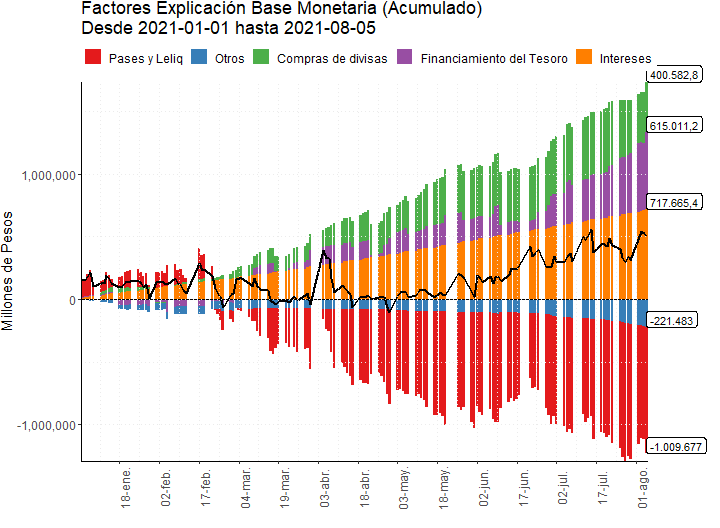 Factores Explicación Base Monetaria (Acumulado)
Desde 2021-01-01 hasta 2021-08-05
Pases y Leliq Otros Compras de divisas Financiamiento del Tesoro Intereses
400.582,8
615.011,2
717.665,4
-221.483
-1.009.677
Millones de Pesos
1,000,000
0
-1,000,000
18-ene.
02-feb.
17-feb.
04-mar.
19-mar.
03-abr.
18-abr.
03-may.
18-may.
02-jun.
17-jun.
02-jul.
17-jul.
01-ago.